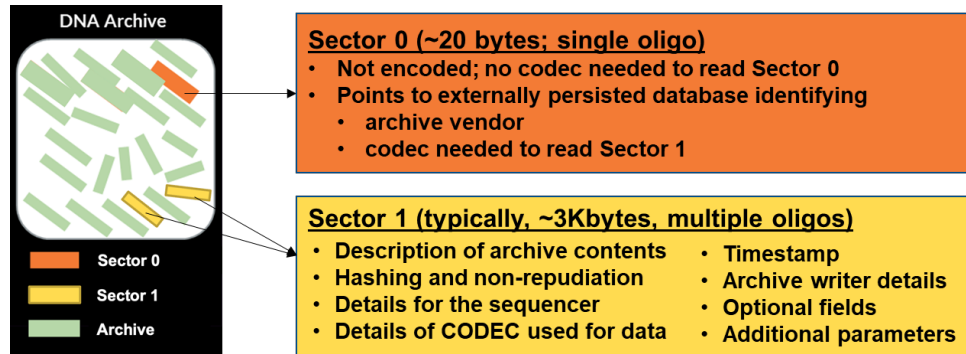 DNA Archive
Sector 0
Sector 1
Archive
Sector 0 (~20 bytes; single oligo)
• Not encoded; no codec needed to read Sector 0
• Points to externally persisted database identifying
• archive vendor
• codec needed to read Sector 1
Sector 1 (typically, ~3Kbytes, multiple oligos)
• Description of archive contents
• Hashing and non-repudiation
• Details for the sequencer
• Details of CODEC used for data
• Timestamp
• Archive writer details
• Optional fields
• Additional parameters